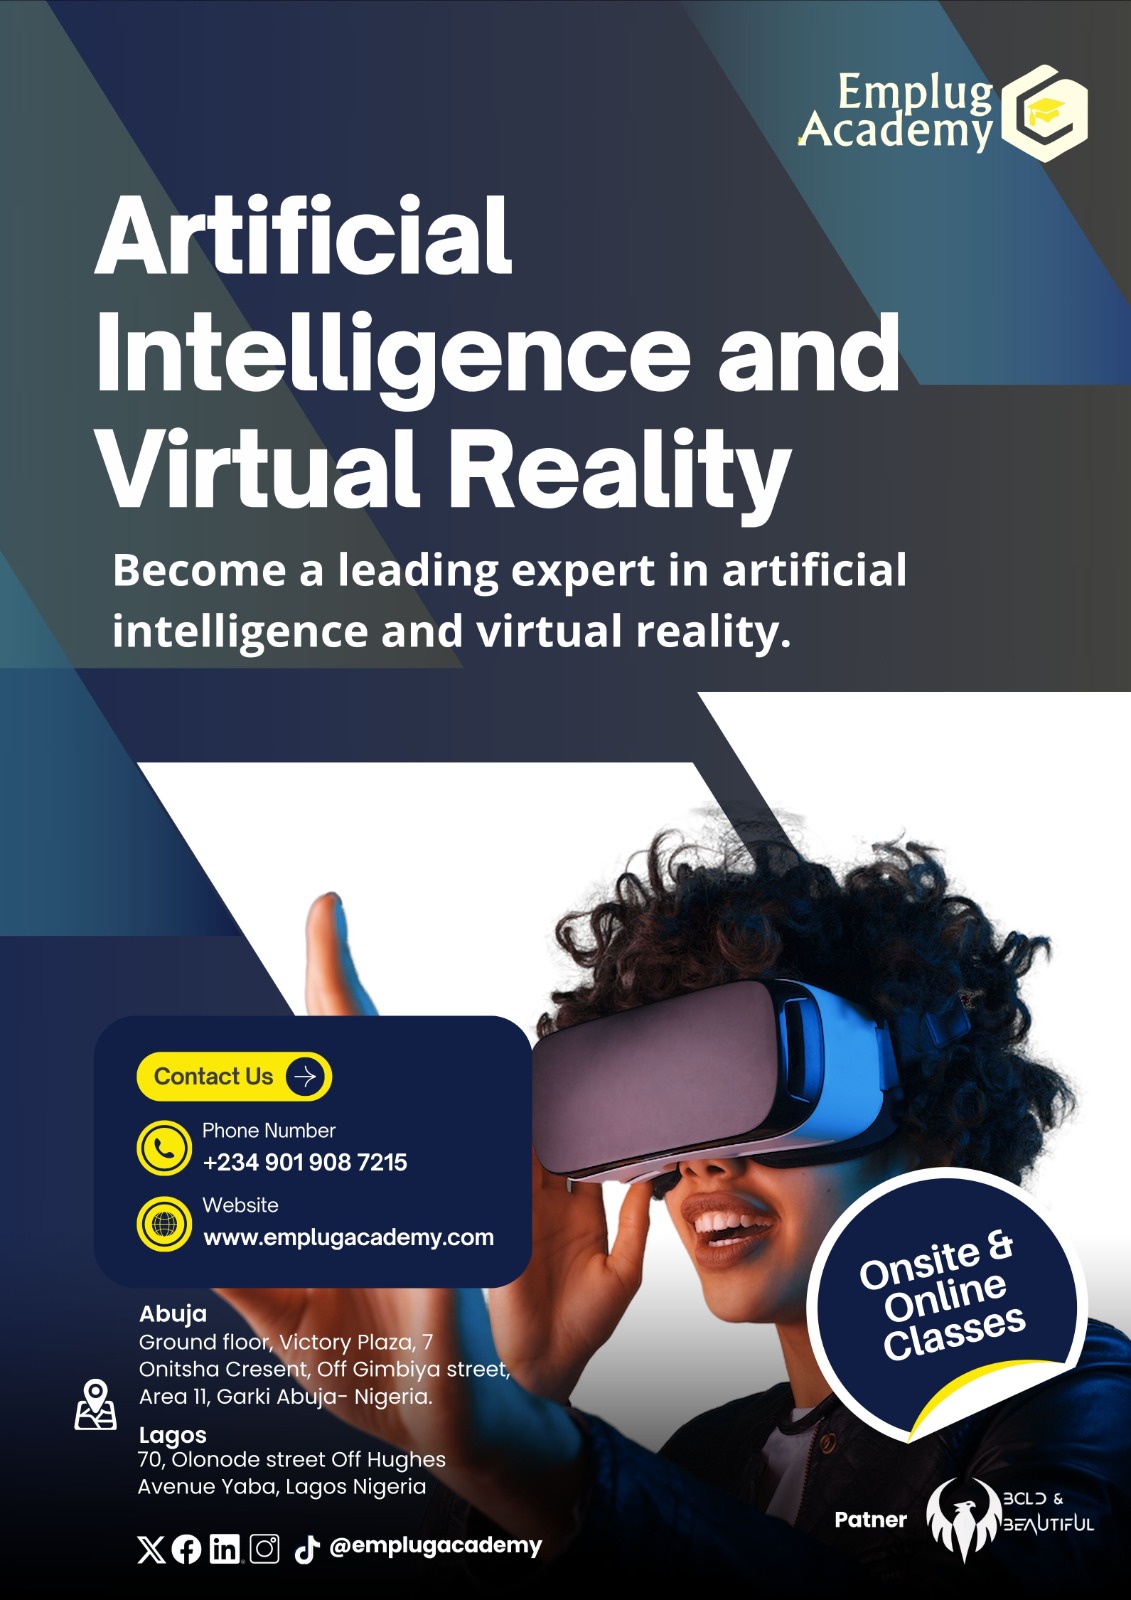 Emplug
Academy
Artificial
Intelligence and
Virtual Reality
Become a leading expert in artificial
intelligence and virtual reality.
Contact Us
Phone Number
+234 901 908 7215
Website
www.emplugacademy.com
Onsite &
Online
Classes
Abuja
Ground floor, Victory Plaza, 7
Onitsha Cresent, Off Gimbiya street,
Area 11, Garki Abuja- Nigeria.
Lagos
70, Olonode street Off Hughes
Avenue Yaba, Lagos Nigeria
@emplugacademy
Patner
BOLD &
BEAUTIFUL